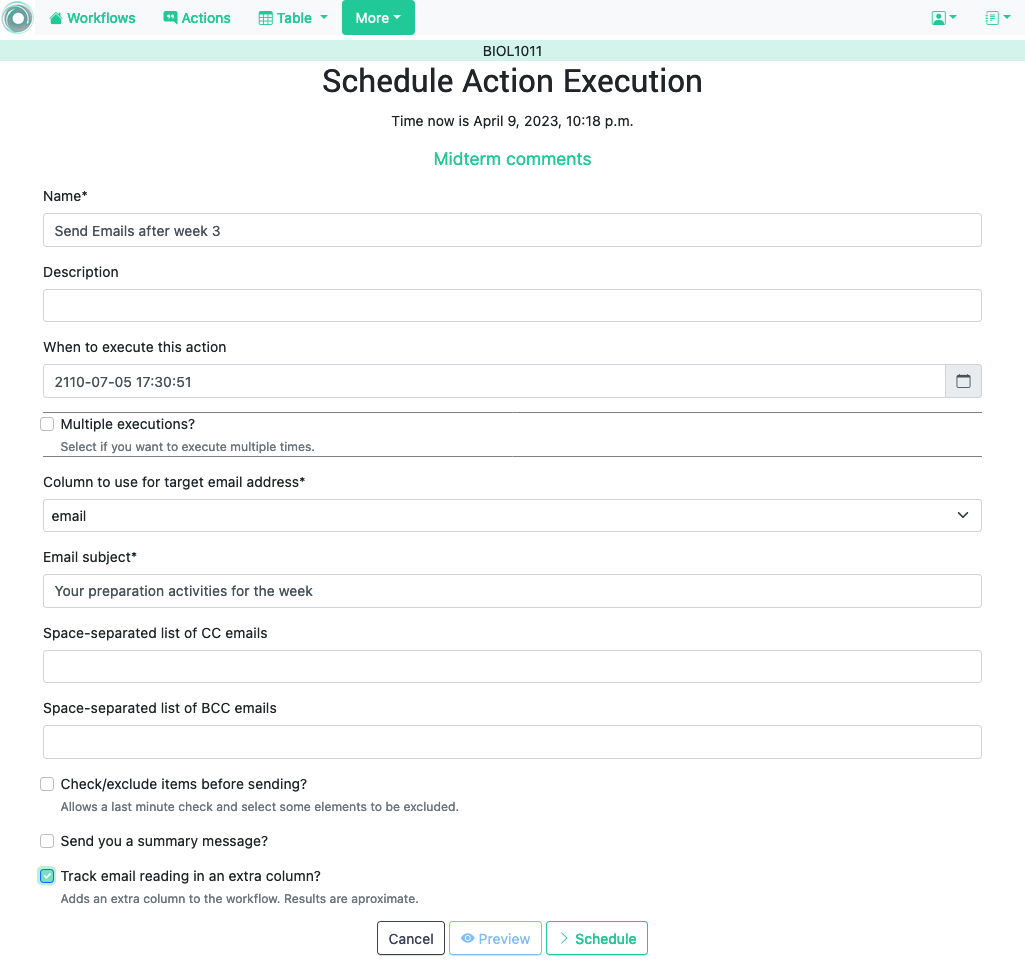 Workflows Actions Table More
BIOL1011
Schedule Action Execution
Time now is April 9, 2023, 10:18 p.m.
Midterm comments
Name*
Send Emails after week 3
Description
When to execute this action
2110-07-05 17:30:51
Multiple executions?
Select if you want to execute multiple times.
Column to use for target email address*
email
Email subject*
Your preparation activities for the week
Space-separated list of CC emails
Space-separated list of BCC emails
Check/exclude items before sending?
Allows a last minute check and select some elements to be excluded.
Send you a summary message?
Track email reading in an extra column?
Adds an extra column to the workflow. Results are aproximate.
Cancel Preview Schedule